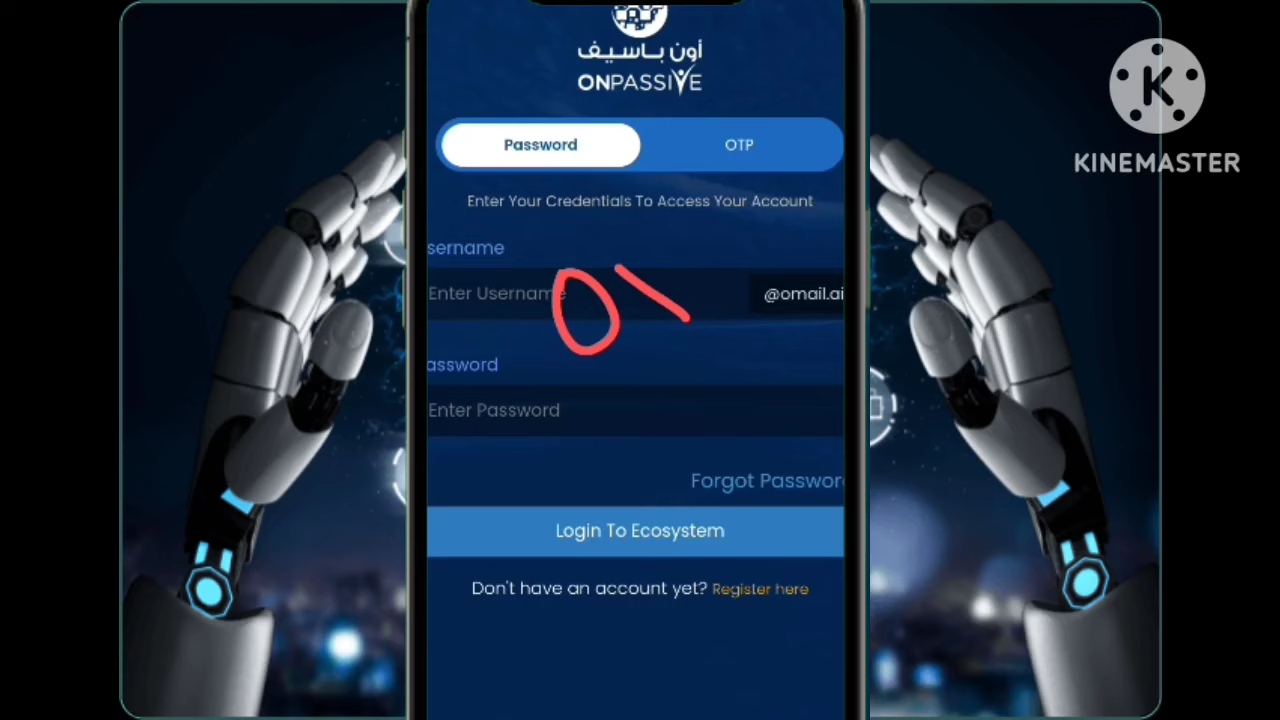 أون باسيف
ONPASSIVE
Password
OTP
Enter Your Credentials To Access Your Account
sername
Enter Username
@omail.ai
assword
Enter Password
Forgot Passwor
Login To Ecosystem
Don't have an account yet? Register here
K
KINEMASTER